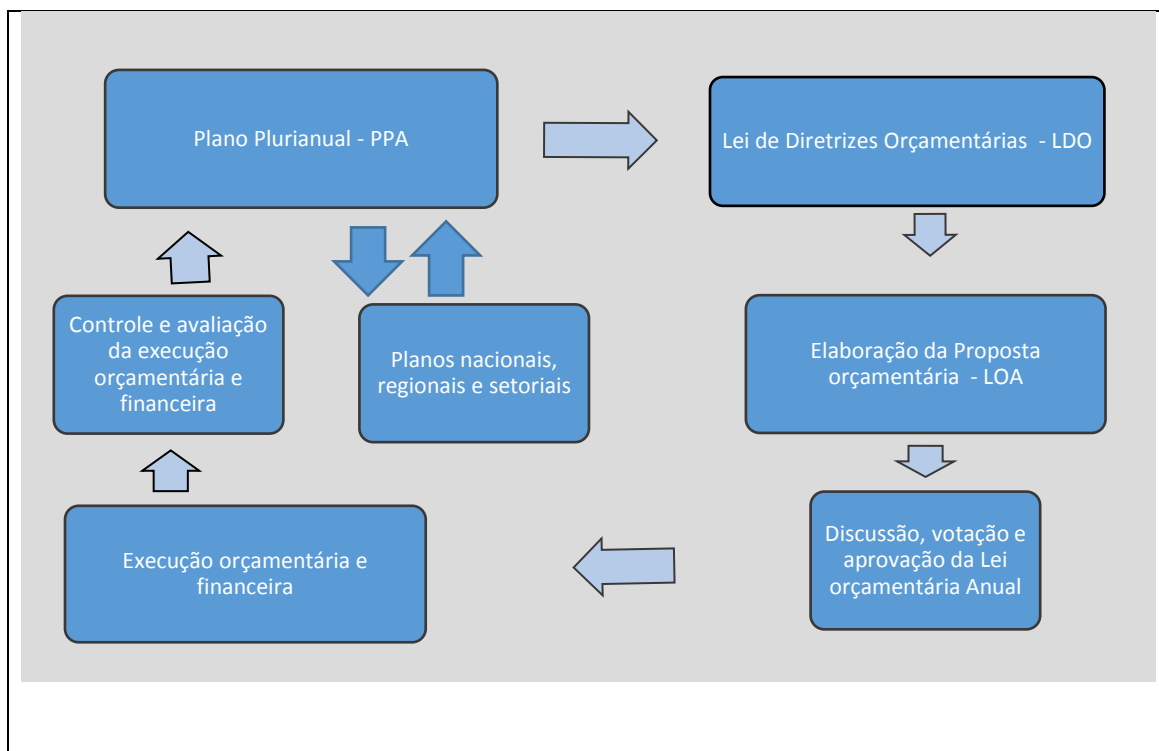 Plano Plurianual - PPA
Lei de Diretrizes Orçamentárias  - LDO
Controle e avaliação
da execução
orçamentária e
financeira
Planos nacionais,
regionais e setoriais
Elaboração da Proposta
orçamentária  - LOA
Execução orçamentária e
financeira
Discussão, votação e
aprovação da Lei
orçamentária Anual